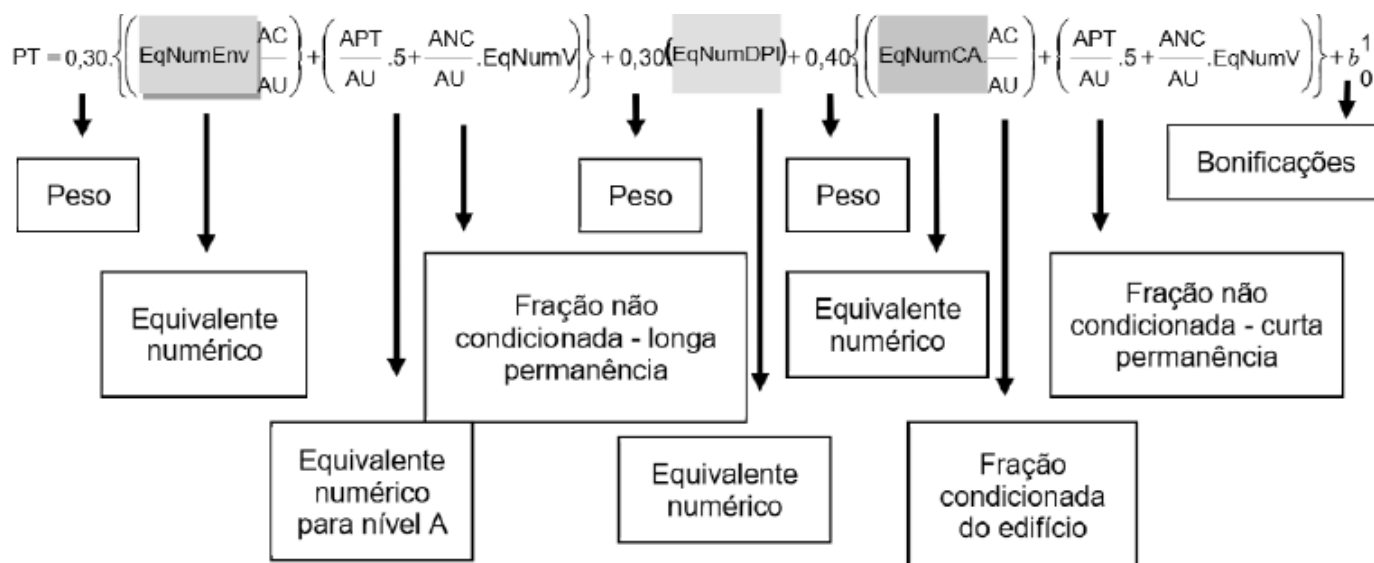 PT = 0,30.{((EqNumEnv AC/AU) + (APT/AU .5 + ANC/AU .EqNumV))} + 0,30(EqNumDPI) + 0,40{((EqNumCA. AC/AU) + (APT/AU .5 + ANC/AU .EqNumV))} + b 1 0
Peso
Peso
Peso
Bonificações
Equivalente
numérico
Fração não
condicionada - longa
permanência
Equivalente
numérico
Fração não
condicionada - curta
permanência
Equivalente
numérico
para nível A
Equivalente
numérico
Fração
condicionada
do edifício